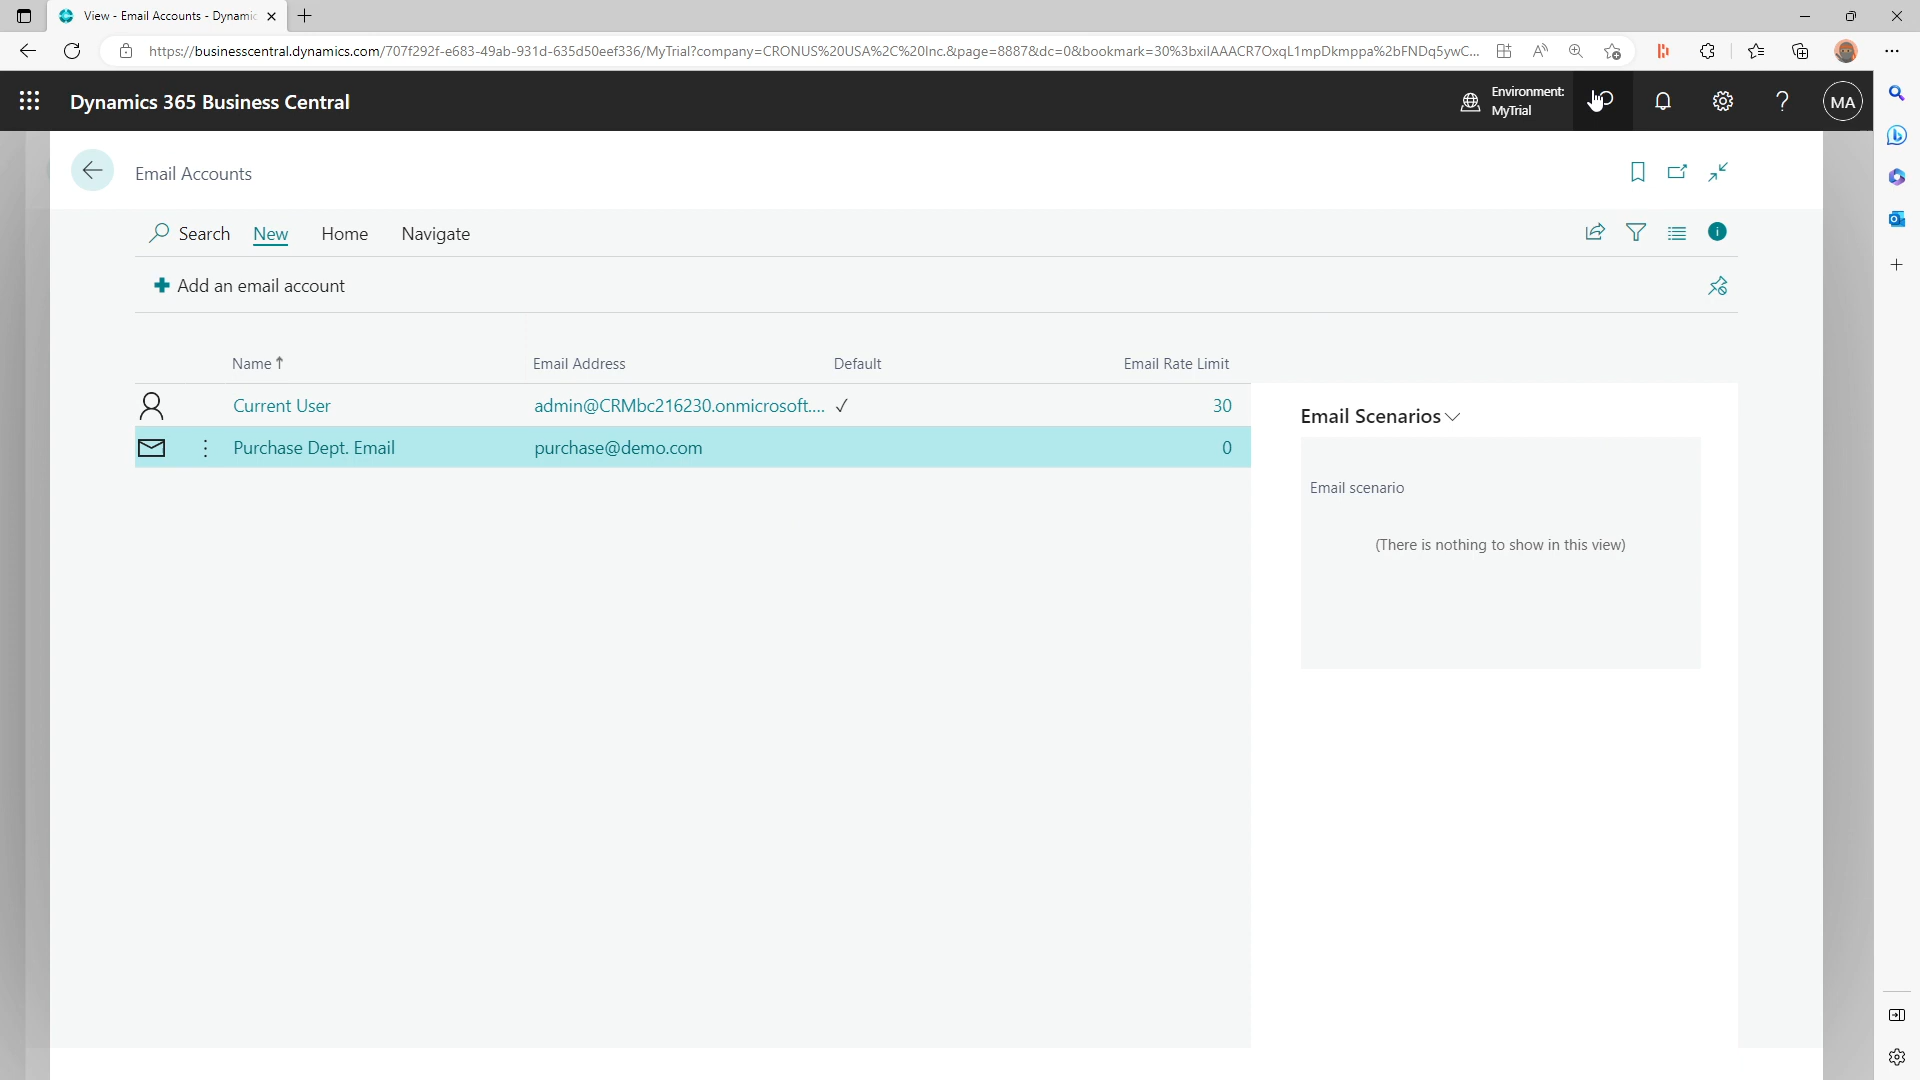 View - Email Accounts - Dynamic
https://businesscentral.dynamics.com/707f292f-e683-49ab-931d-635d50eef336/MyTrial?company=CRONUS%20USA%2C%20Inc.&page=8887&dc=0&bookmark=30%3bxiIAAACR7OxqL1mpDkmppa%2bFNDq5ywC...
Dynamics 365 Business Central
Environment:
MyTrial
MA
Email Accounts
Search New Home Navigate
Add an email account
Name ↑ Email Address Default Email Rate Limit
Current User admin@CRMbc216230.onmicrosoft.... ✓ 30
Purchase Dept. Email purchase@demo.com 0
Email Scenarios
Email scenario
(There is nothing to show in this view)